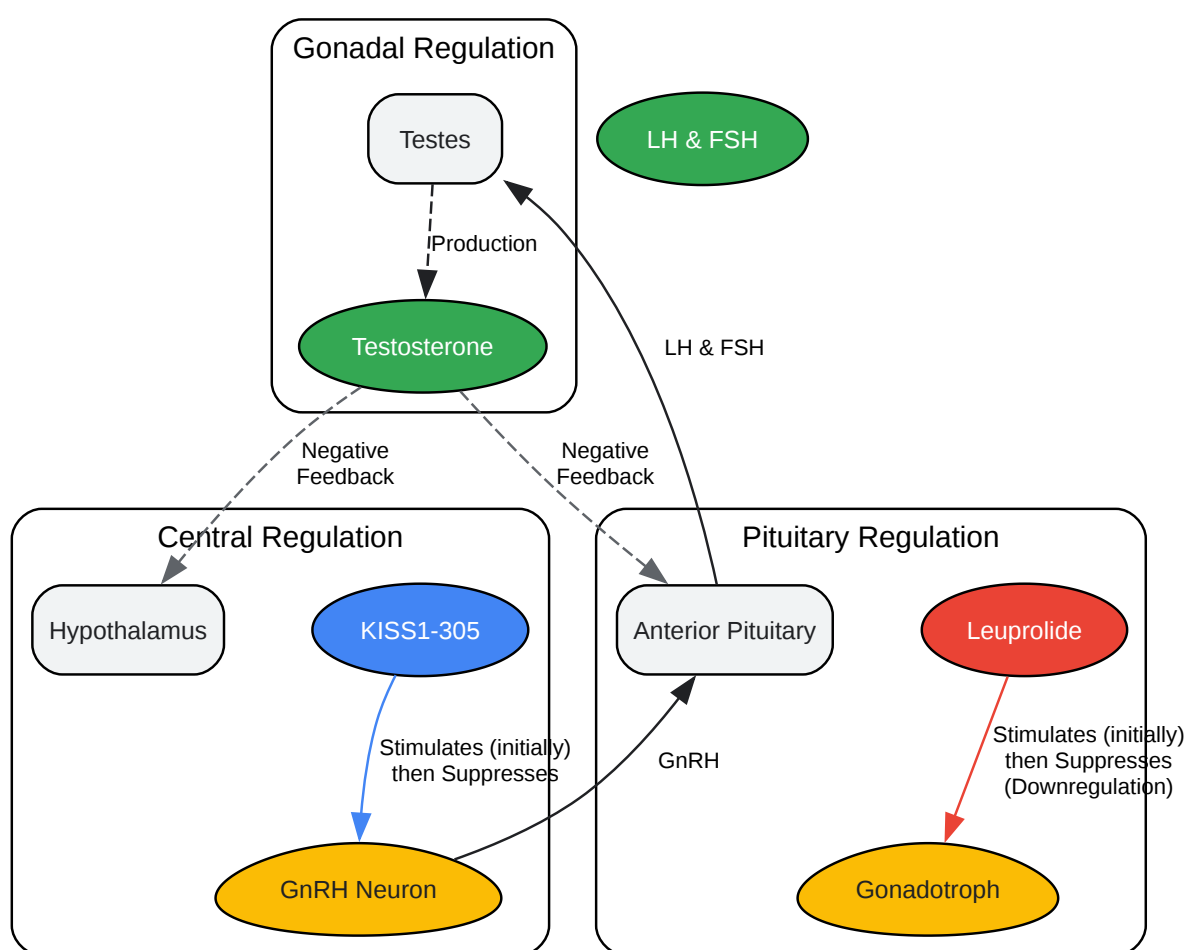 Gonadal Regulation
Testes
LH & FSH
Production
Testosterone
LH & FSH
Negative
Feedback
Negative
Feedback
Central Regulation
Pituitary Regulation
Hypothalamus
KISS1-305
Anterior Pituitary
Leuprolide
Stimulates (initially)
then Suppresses
GnRH
Stimulates (initially)
then Suppresses
(Downregulation)
GnRH Neuron
Gonadotroph